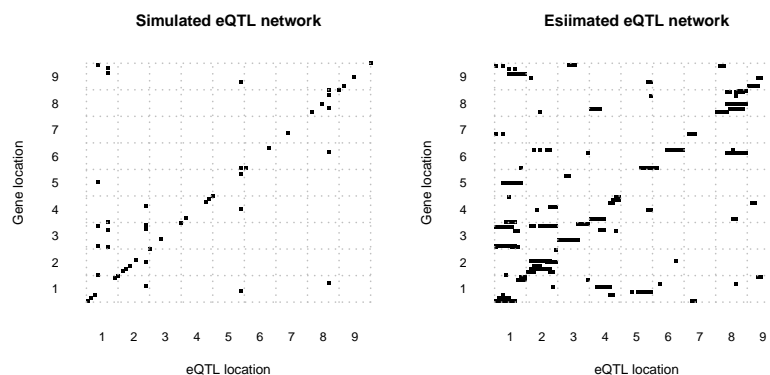 Simulated eQTL network
Gene location
9
8
7
6
5
4
3
2
1
1 2 3 4 5 6 7 8 9
eQTL location
Esiimated eQTL network
Gene location
9
8
7
6
5
4
3
2
1
1 2 3 4 5 6 7 8 9
eQTL location